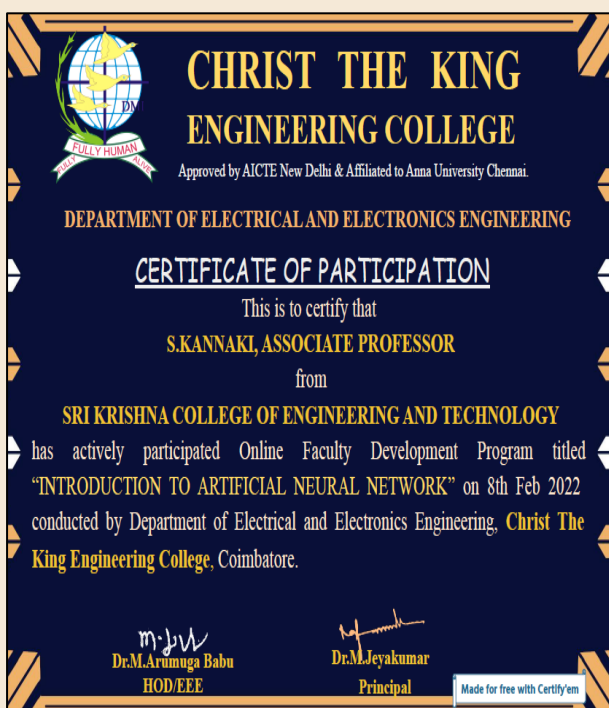 CHRIST THE KING
ENGINEERING COLLEGE
DMI
FULLY HUMAN
FULLY ALIVE
Approved by AICTE New Delhi & Affiliated to Anna University Chennai.
DEPARTMENT OF ELECTRICAL AND ELECTRONICS ENGINEERING
CERTIFICATE OF PARTICIPATION
This is to certify that
S.KANNAKI, ASSOCIATE PROFESSOR
from
SRI KRISHNA COLLEGE OF ENGINEERING AND TECHNOLOGY
has actively participated Online Faculty Development Program titled
“INTRODUCTION TO ARTIFICIAL NEURAL NETWORK” on 8th Feb 2022
conducted by Department of Electrical and Electronics Engineering, Christ The
King Engineering College, Coimbatore.
Dr.M.Arumuga Babu
HOD/EEE
Dr.M.Jeyakumar
Principal
Made for free with Certify'em